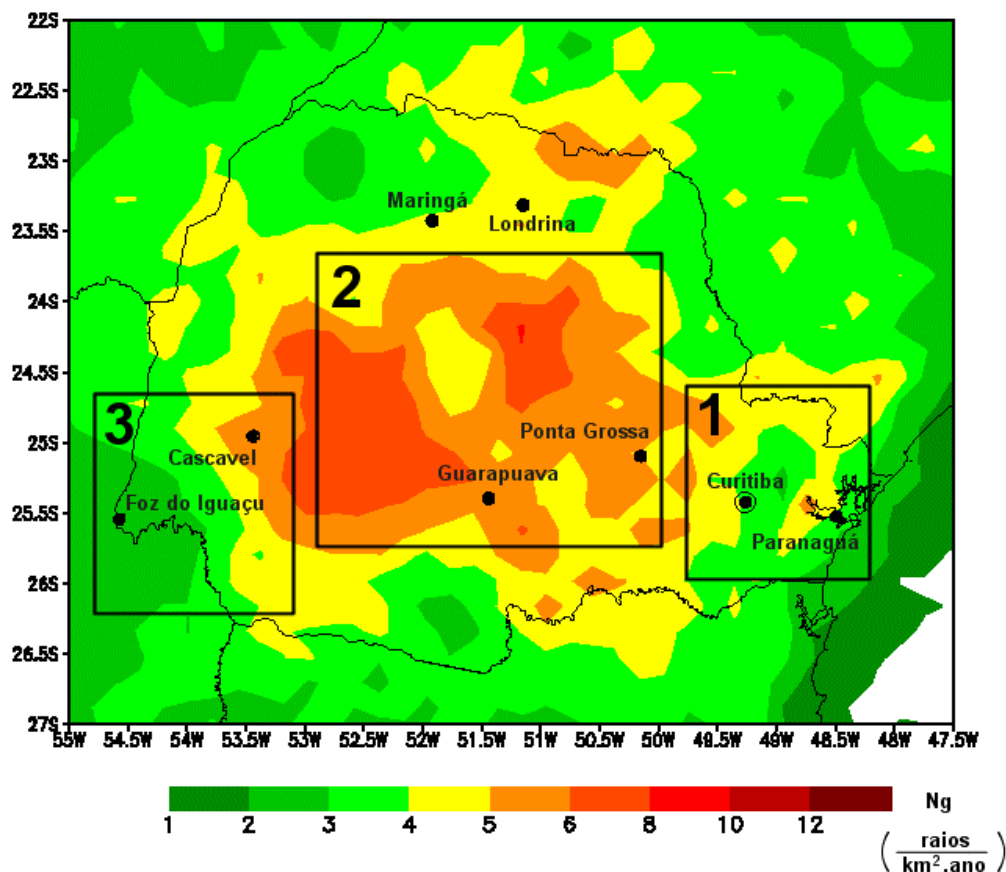 22S
22.5S
23S
23.5S
24S
24.5S
25S
25.5S
26S
26.5S
27S
Maringá
Londrina
2
3
1
Ponta Grossa
Cascavel
Guarapuava
Curitiba
Foz do Iguaçu
Paranaguá
55W 54.5W 54W 53.5W 53W 52.5W 52W 51.5W 51W 50.5W 50W 49.5W 49W 48.5W 48W 47.5W
1 2 3 4 5 6 8 10 12
Ng
(raios
km².ano)